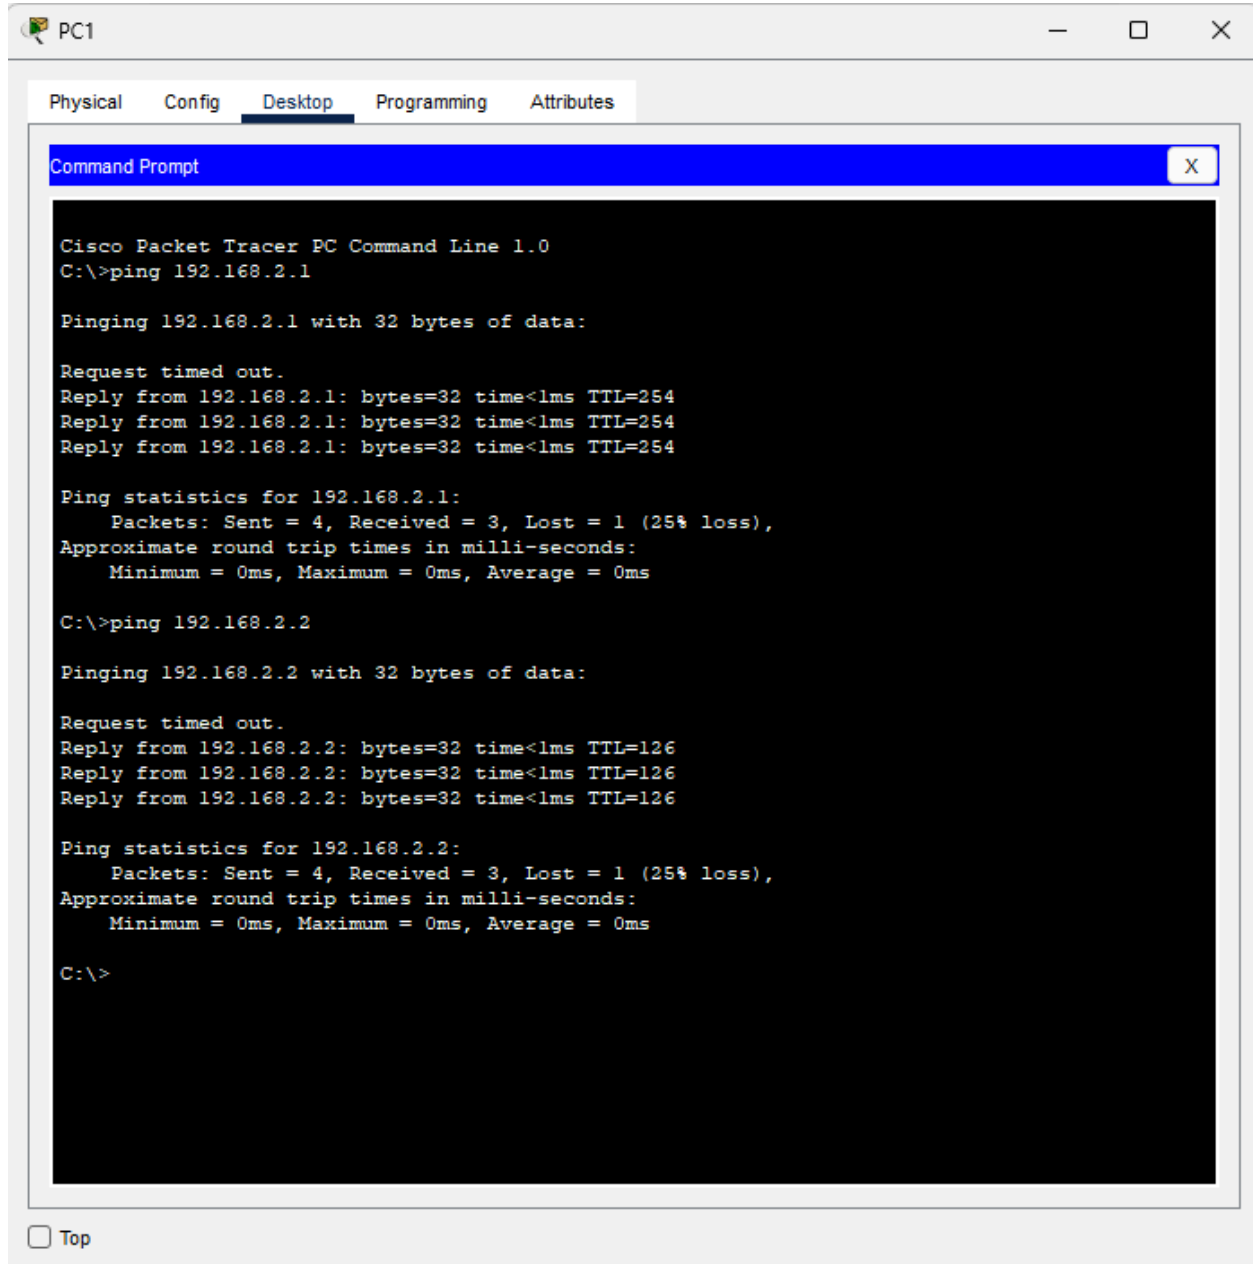 PC1
Physical Config Desktop Programming Attributes
Command Prompt
X
Cisco Packet Tracer PC Command Line 1.0
C:\>ping 192.168.2.1
Pinging 192.168.2.1 with 32 bytes of data:
Request timed out.
Reply from 192.168.2.1: bytes=32 time<1ms TTL=254
Reply from 192.168.2.1: bytes=32 time<1ms TTL=254
Reply from 192.168.2.1: bytes=32 time<1ms TTL=254
Ping statistics for 192.168.2.1:
    Packets: Sent = 4, Received = 3, Lost = 1 (25% loss),
Approximate round trip times in milli-seconds:
    Minimum = 0ms, Maximum = 0ms, Average = 0ms
C:\>ping 192.168.2.2
Pinging 192.168.2.2 with 32 bytes of data:
Request timed out.
Reply from 192.168.2.2: bytes=32 time<1ms TTL=126
Reply from 192.168.2.2: bytes=32 time<1ms TTL=126
Reply from 192.168.2.2: bytes=32 time<1ms TTL=126
Ping statistics for 192.168.2.2:
    Packets: Sent = 4, Received = 3, Lost = 1 (25% loss),
Approximate round trip times in milli-seconds:
    Minimum = 0ms, Maximum = 0ms, Average = 0ms
C:\>
Top